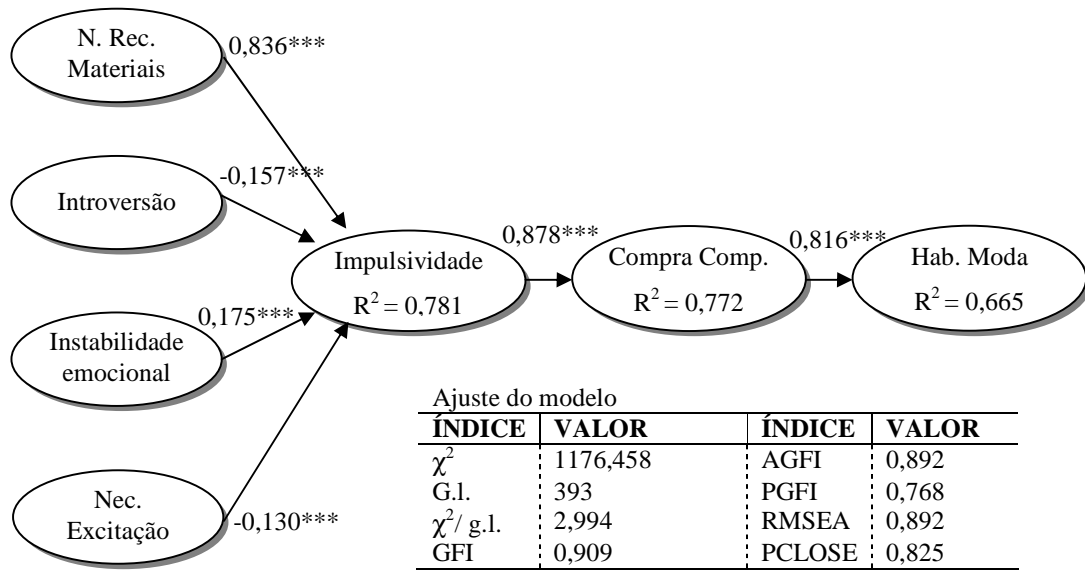 N. Rec.
Materiais
0,836***
Introversão
-0,157***
Instabilidade
emocional
0,175***
Nec.
Excitação
-0,130***
Impulsividade
R² = 0,781
0,878***
Compra Comp.
R² = 0,772
0,816***
Hab. Moda
R² = 0,665
Ajuste do modelo
ÍNDICE VALOR ÍNDICE VALOR
χ² 1176,458 AGFI 0,892
G.l. 393 PGFI 0,768
χ²/ g.l. 2,994 RMSEA 0,892
GFI 0,909 PCLOSE 0,825